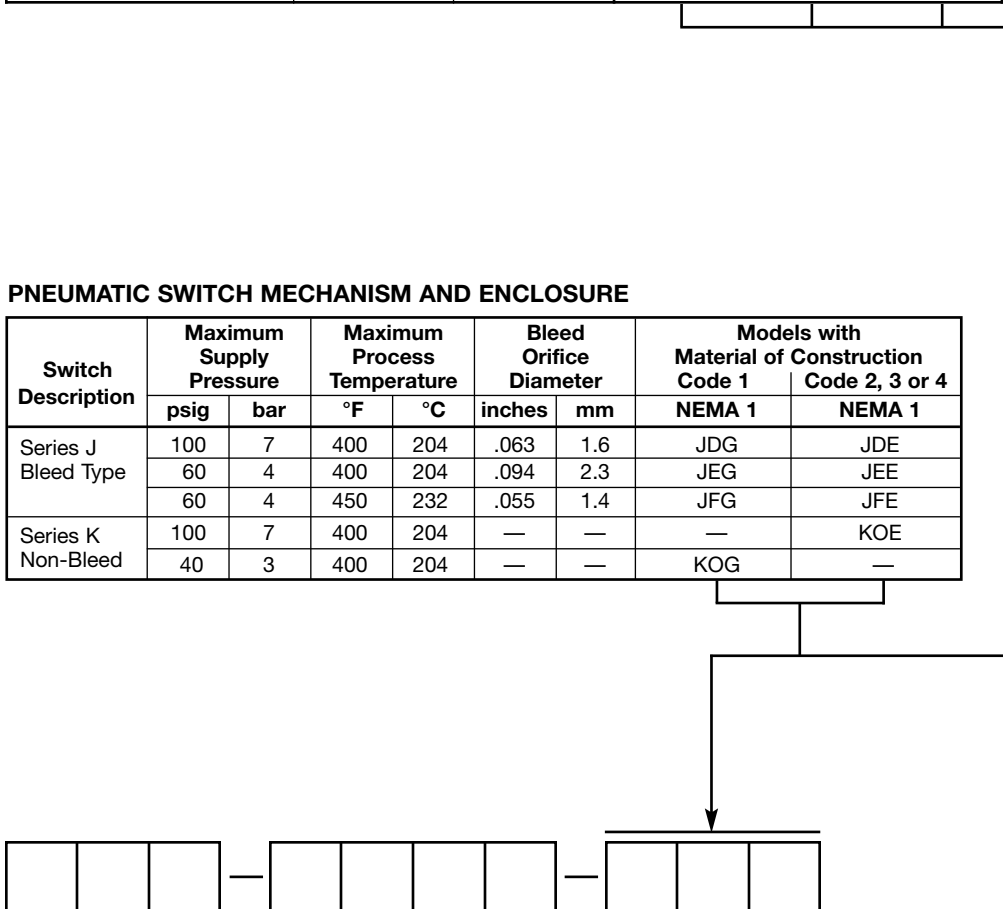 PNEUMATIC SWITCH MECHANISM AND ENCLOSURE
Switch Description | Maximum Supply Pressure | Maximum Process Temperature | Bleed Orifice Diameter | Models with Material of Construction
Code 1 | Code 2, 3 or 4
psig | bar | °F | °C | inches | mm | NEMA 1 | NEMA 1
Series J Bleed Type | 100 | 7 | 400 | 204 | .063 | 1.6 | JDG | JDE
60 | 4 | 400 | 204 | .094 | 2.3 | JEG | JEE
60 | 4 | 450 | 232 | .055 | 1.4 | JFG | JFE
Series K Non-Bleed | 100 | 7 | 400 | 204 | — | — | — | KOE
40 | 3 | 400 | 204 | — | — | KOG | —